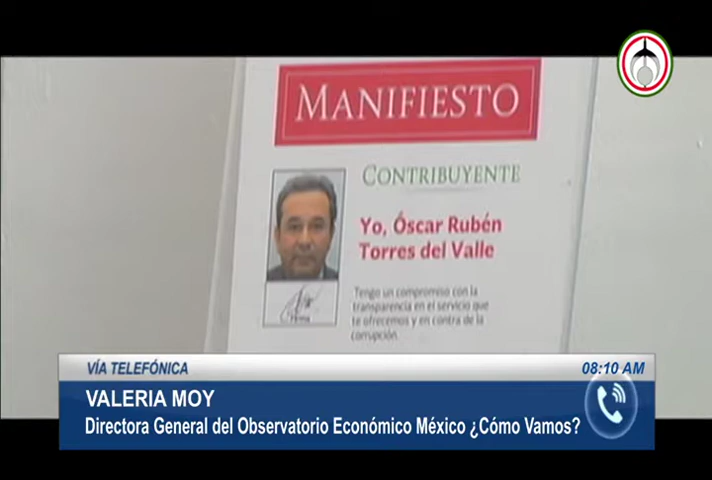 MANIFIESTO
CONTRIBUYENTE
Yo, Óscar Rubén
Torres del Valle
Tengo un compromiso con la
transparencia en el servicio que
te ofrecemos y en contra de la
corrupción.
VÍA TELEFÓNICA
08:10 AM
VALERIA MOY
Directora General del Observatorio Económico México ¿Cómo Vamos?